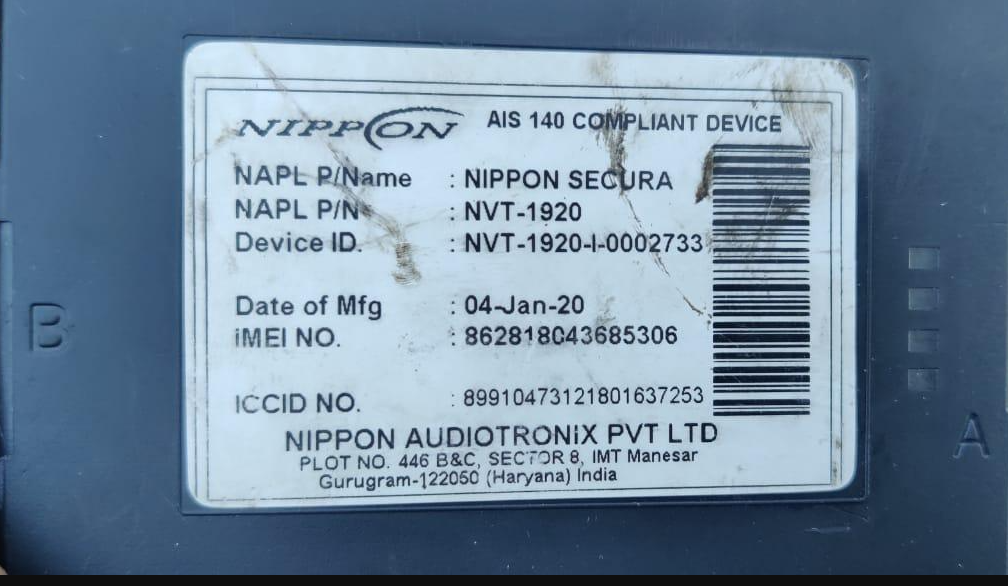 NIPPON AIS 140 COMPLIANT DEVICE
NAPL P/Name : NIPPON SECURA
NAPL P/N : NVT-1920
Device ID. : NVT-1920-I-0002733
Date of Mfg : 04-Jan-20
IMEI NO. : 862818043685306
ICCID NO. : 89910473121801637253
NIPPON AUDIOTRONIX PVT LTD
PLOT NO. 446 B&C, SECTOR 8, IMT Manesar
Gurugram-122050 (Haryana) India
B
A